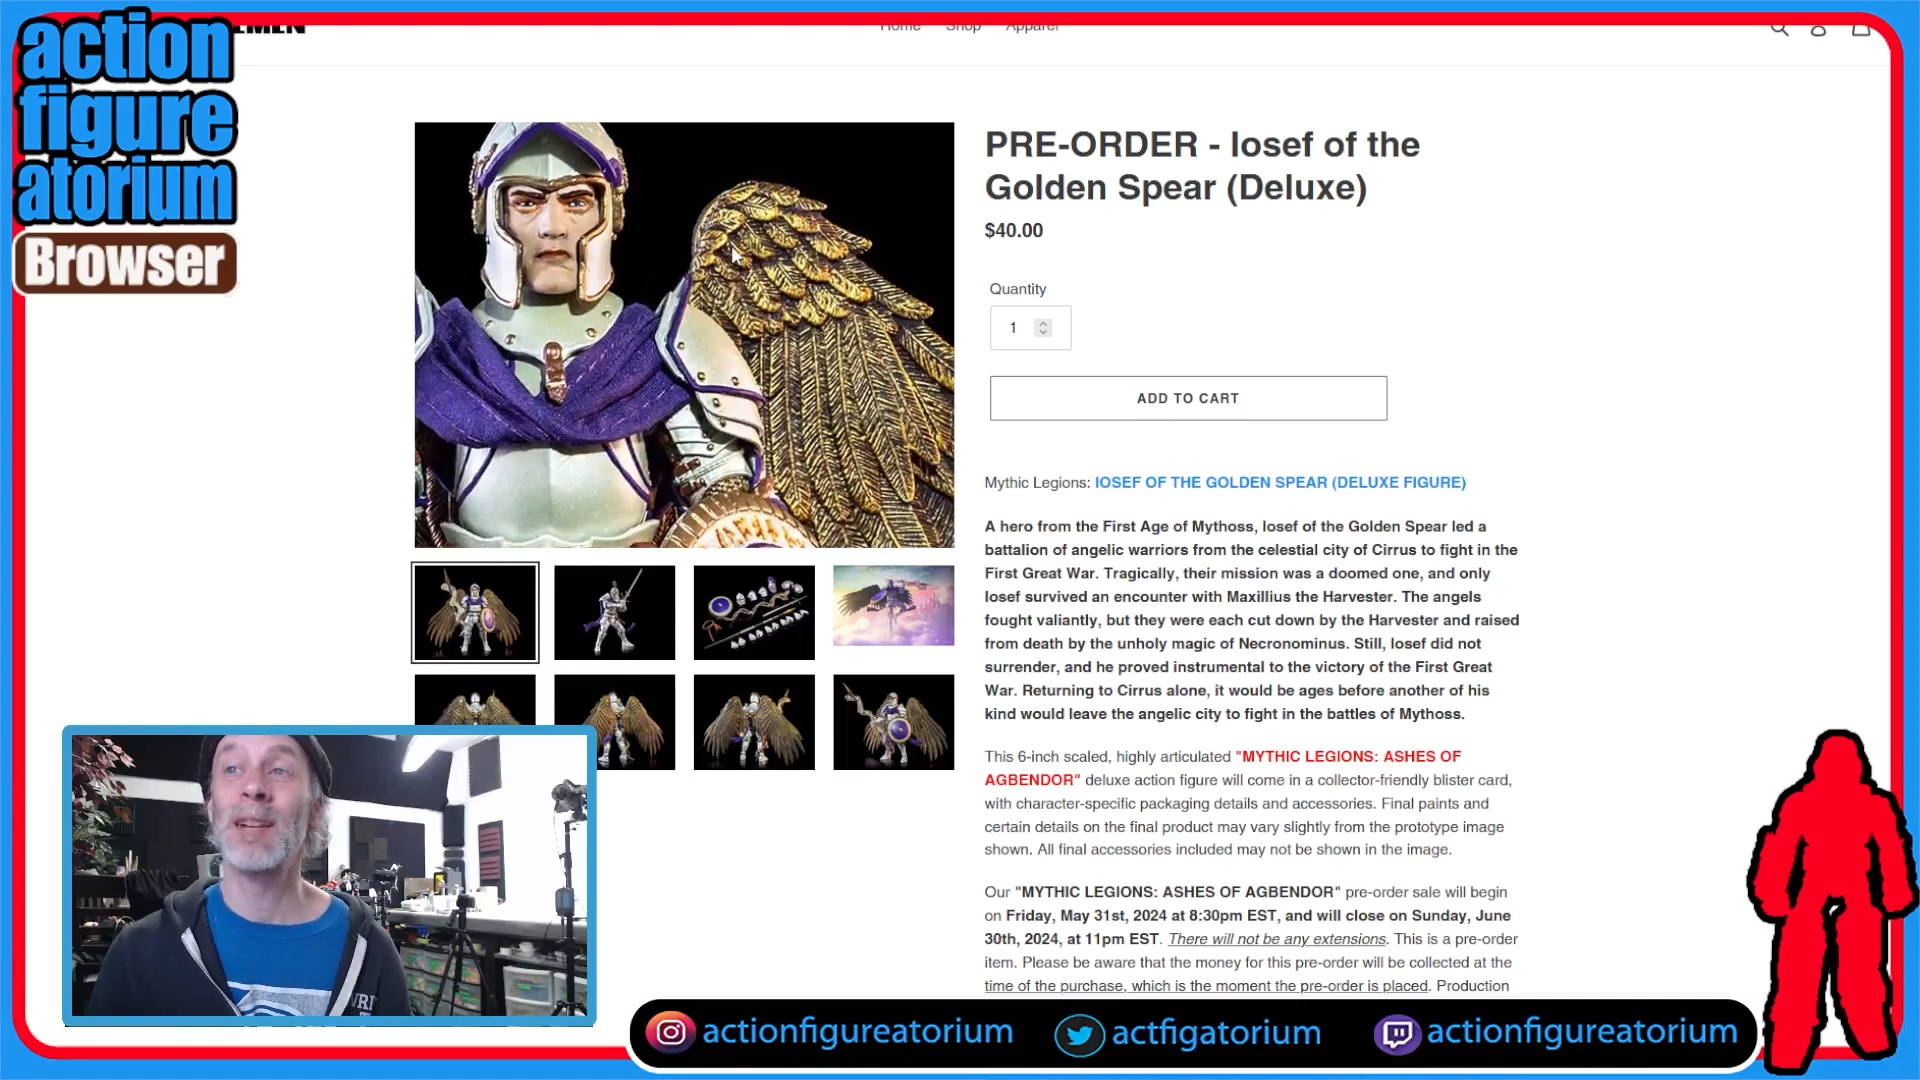 action
figure
atorium
Browser
Home Shop Apparel
PRE-ORDER - Iosef of the
Golden Spear (Deluxe)
$40.00
Quantity
1
ADD TO CART
Mythic Legions: IOSEF OF THE GOLDEN SPEAR (DELUXE FIGURE)
A hero from the First Age of Mythoss, Iosef of the Golden Spear led a
battalion of angelic warriors from the celestial city of Cirrus to fight in the
First Great War. Tragically, their mission was a doomed one, and only
Iosef survived an encounter with Maxillius the Harvester. The angels
fought valiantly, but they were each cut down by the Harvester and raised
from death by the unholy magic of Necronominus. Still, Iosef did not
surrender, and he proved instrumental to the victory of the First Great
War. Returning to Cirrus alone, it would be ages before another of his
kind would leave the angelic city to fight in the battles of Mythoss.
This 6-inch scaled, highly articulated "MYTHIC LEGIONS: ASHES OF
AGBENDOR" deluxe action figure will come in a collector-friendly blister card,
with character-specific packaging details and accessories. Final paints and
certain details on the final product may vary slightly from the prototype image
shown. All final accessories included may not be shown in the image.
Our "MYTHIC LEGIONS: ASHES OF AGBENDOR" pre-order sale will begin
on Friday, May 31st, 2024 at 8:30pm EST, and will close on Sunday, June
30th, 2024, at 11pm EST. There will not be any extensions. This is a pre-order
item. Please be aware that the money for this pre-order will be collected at the
time of the purchase, which is the moment the pre-order is placed. Production
actionfigureatorium actfigatorium actionfigureatorium